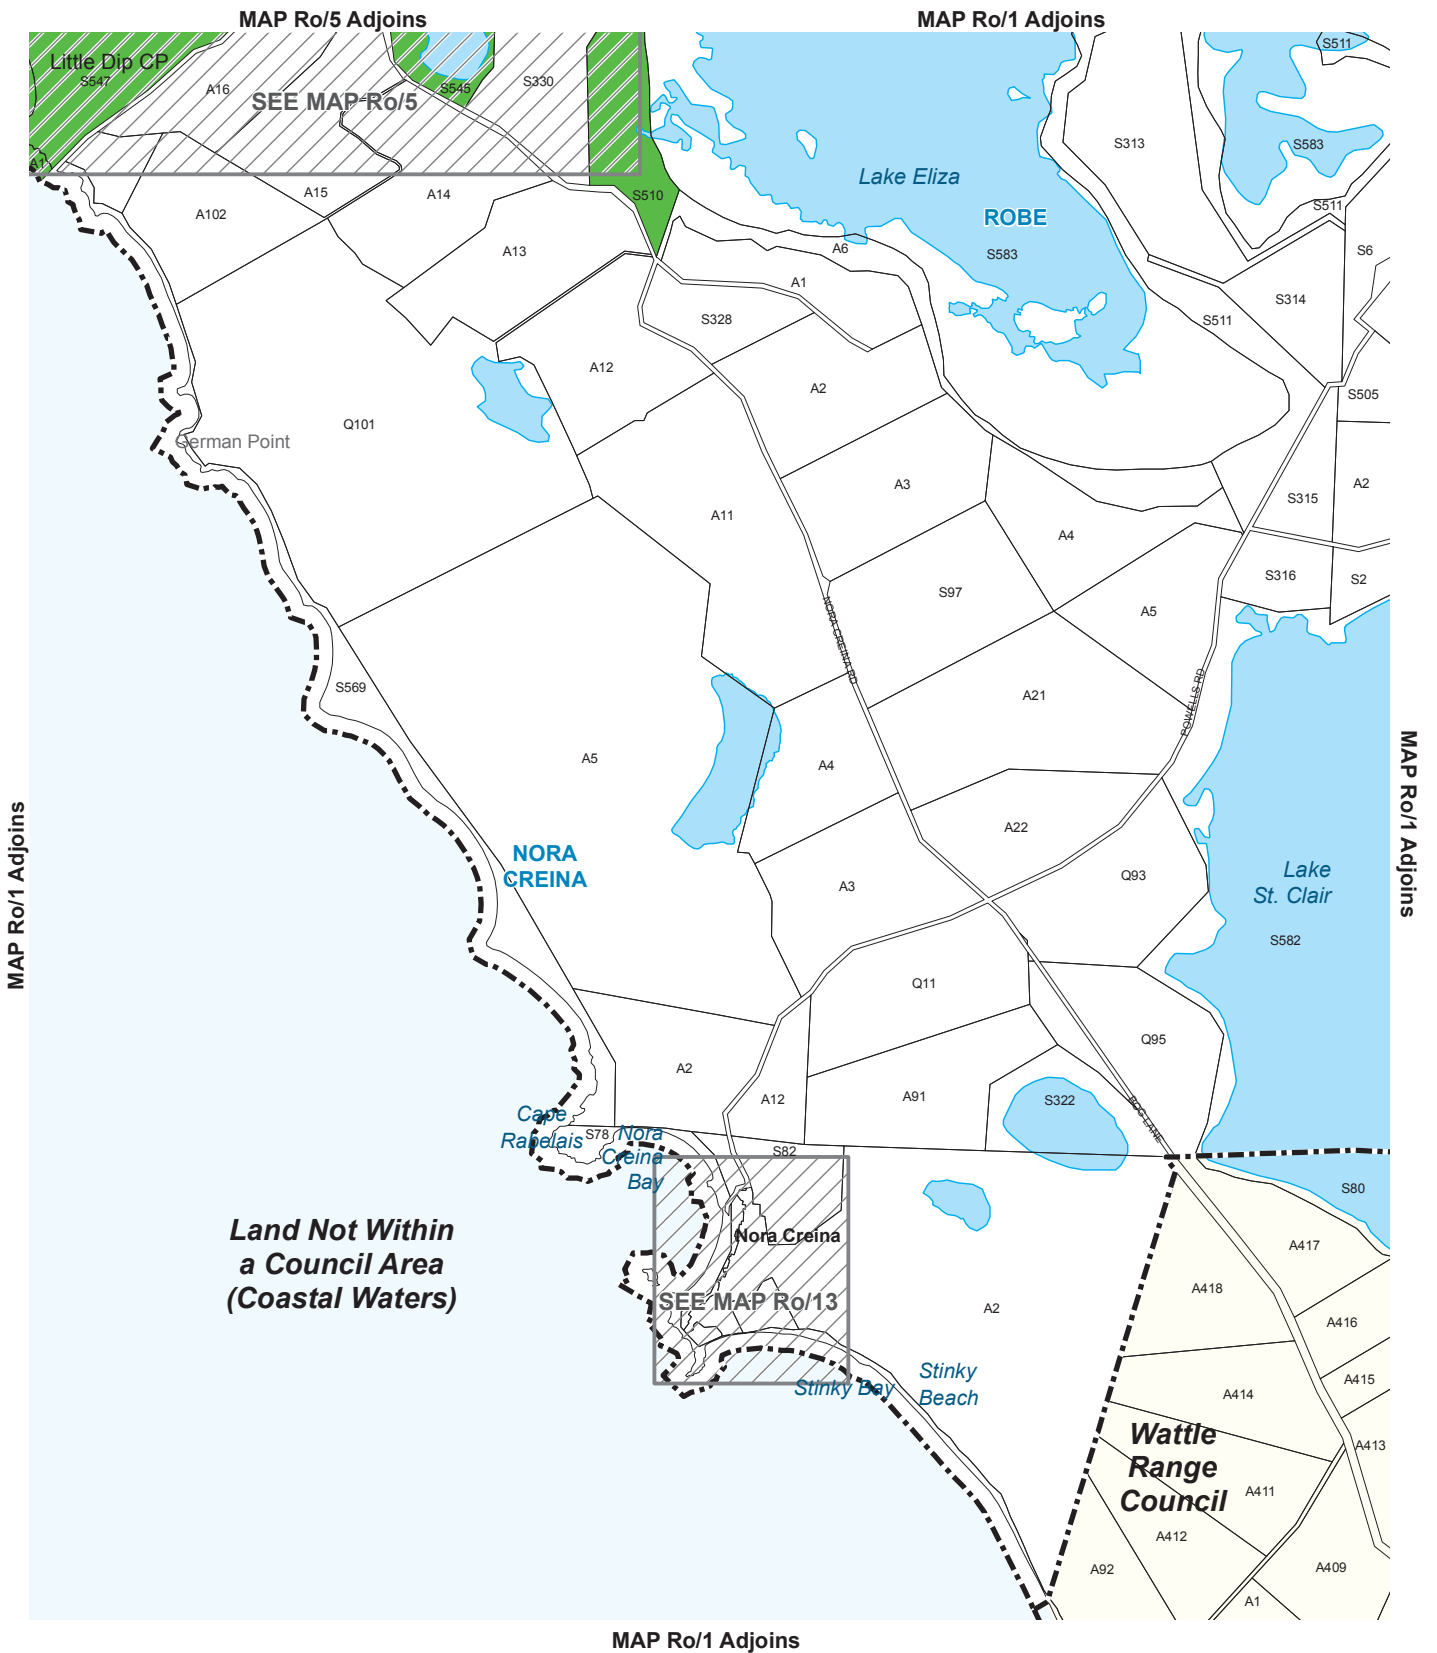 MAP Ro/5 Adjoins
MAP Ro/1 Adjoins
Little Dip CP
S547
A16
SEE MAP Ro/5
S545
S330
S511
S313
S583
A1
A15
A14
A102
S510
Lake Eliza
ROBE
S583
S511
S6
A13
A6
A1
S328
S314
S511
A12
A2
S505
Q101
German Point
A11
A3
A4
S315
A2
S97
S316
S2
A5
NORA CREINA RD
S569
A21
POWELLS RD
A5
A4
A22
NORA
CREINA
A3
Q93
Lake
St. Clair
S582
MAP Ro/1 Adjoins
MAP Ro/1 Adjoins
Q11
Q95
A2
A12
A91
S322
BOG LANE
Cape
Rabelais
S78
Nora
Creina
Bay
S82
S80
Land Not Within
a Council Area
(Coastal Waters)
Nora Creina
SEE MAP Ro/13
A2
A417
A418
A416
A415
Stinky Bay
Stinky
Beach
A414
A413
Wattle
Range
Council
A411
A412
A92
A409
A1
MAP Ro/1 Adjoins